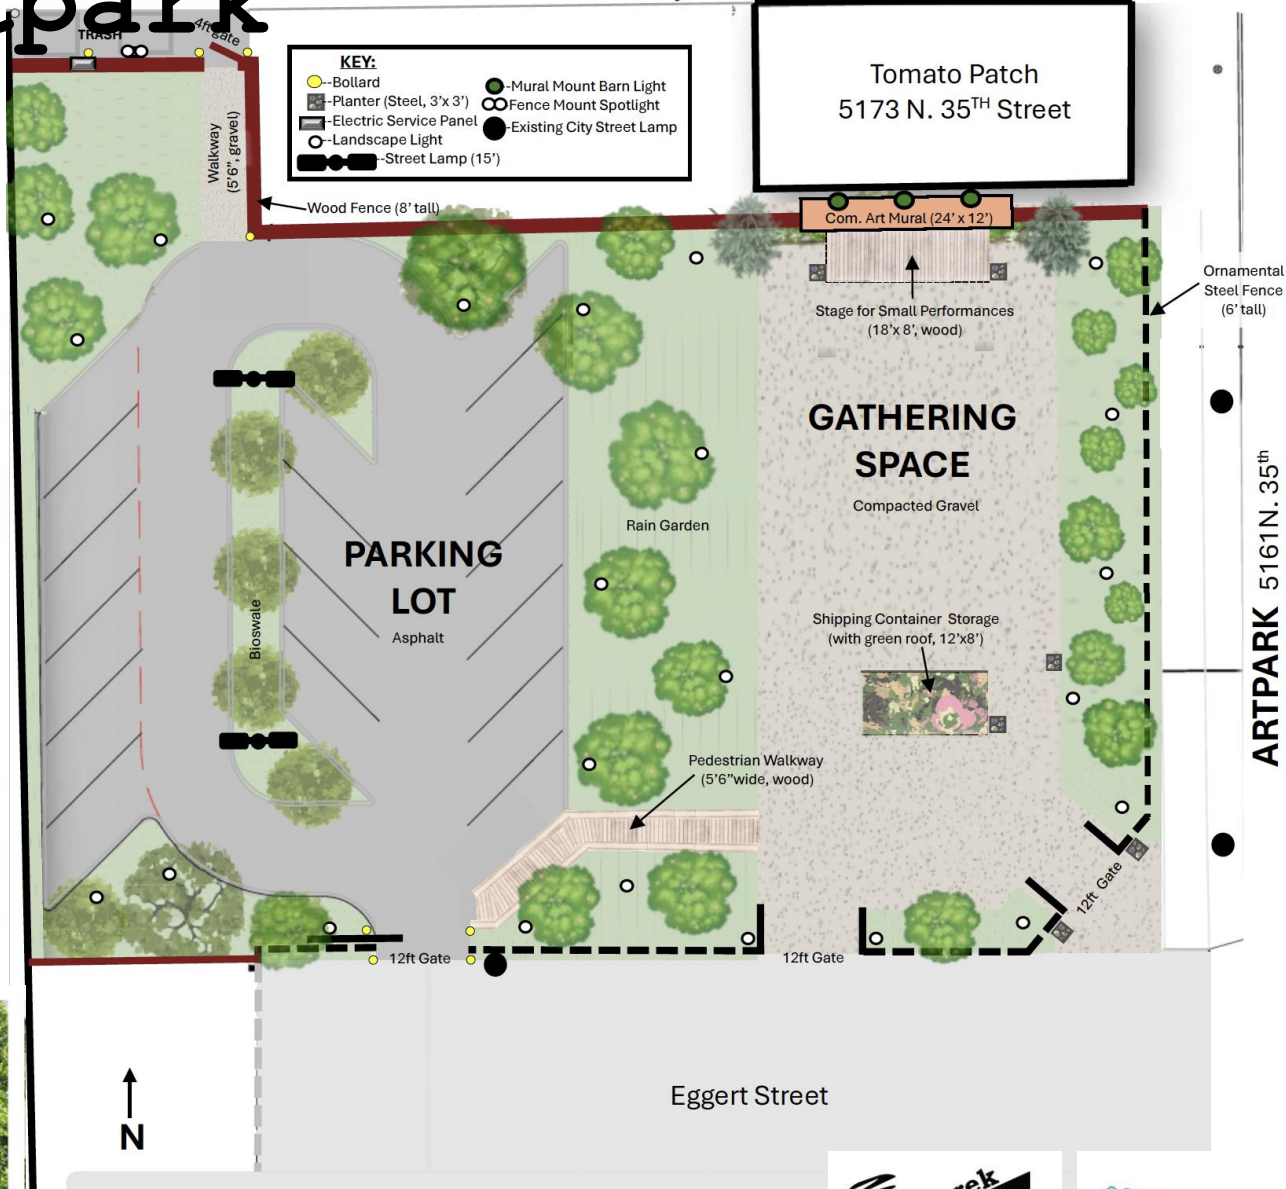 TRASH
4ft gate
KEY:
--Bollard
--Planter (Steel, 3'x 3')
--Electric Service Panel
--Landscape Light
--Street Lamp (15')
-Mural Mount Barn Light
--Fence Mount Spotlight
-Existing City Street Lamp
Tomato Patch
5173 N. 35TH Street
Walkway
(5'6", gravel)
Wood Fence (8' tall)
Com. Art Mural (24' x 12')
Ornamental
Steel Fence
(6' tall)
Stage for Small Performances
(18'x 8', wood)
GATHERING
SPACE
Compacted Gravel
Rain Garden
PARKING
LOT
Asphalt
Bioswale
Shipping Container Storage
(with green roof, 12'x8')
Pedestrian Walkway
(5'6"wide, wood)
ARTPARK 5161N. 35th
12ft Gate
12ft Gate
12ft Gate
Eggert Street
N